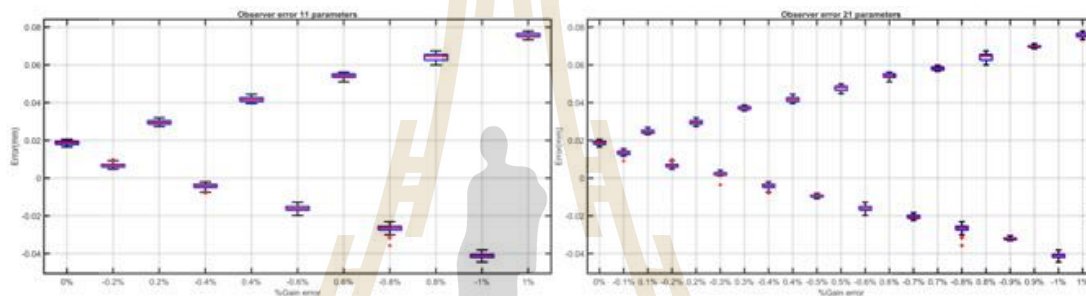 Observer error 11 parameters
0.08
0.06
0.04
0.02
0
-0.02
-0.04
Error[mm]
0% -0.2% 0.2% -0.4% 0.4% -0.6% 0.6% -0.8% 0.8% -1% 1%
%Gain error
Observer error 21 parameters
0.08
0.06
0.04
0.02
0
-0.02
-0.04
Error[mm]
0% -0.1% 0.1% -0.2% 0.2% -0.3% 0.3% -0.4% 0.4% -0.5% 0.5% -0.6% 0.6% -0.7% 0.7% -0.8% 0.8% -0.9% 0.9% -1%
%Gain error